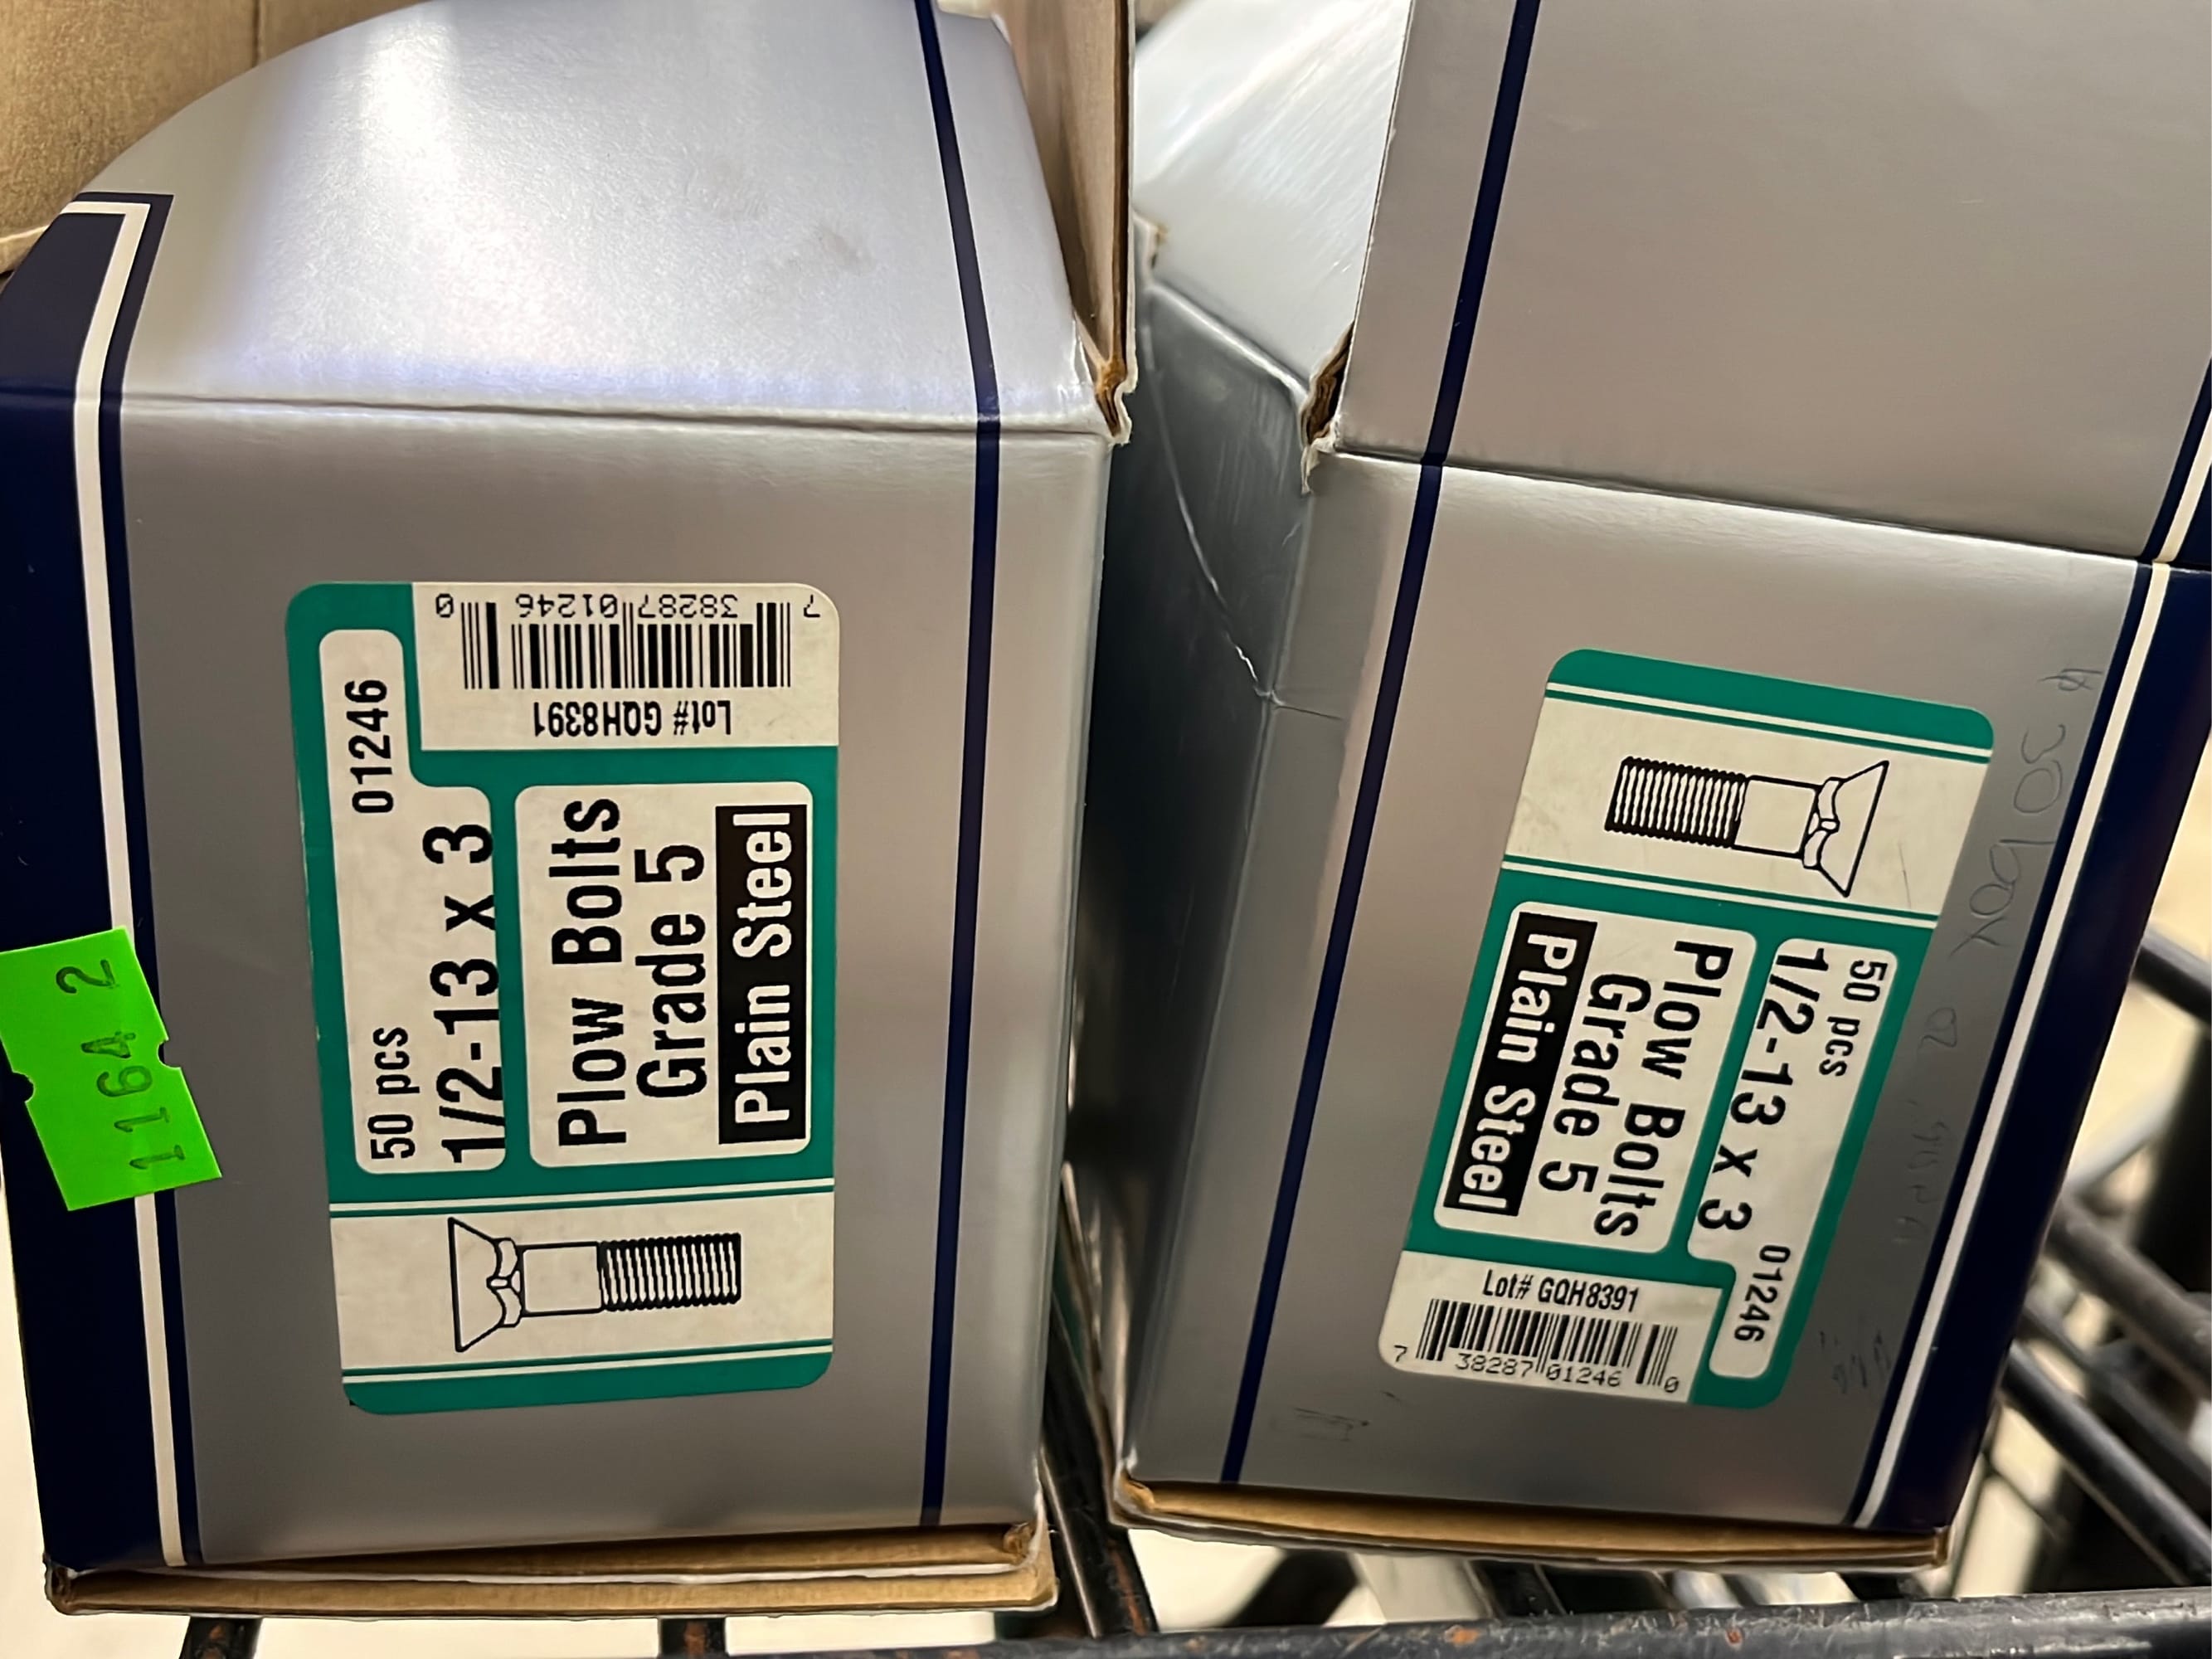 01246
50 pcs
1/2-13 x 3
Plow Bolts
Grade 5
Plain Steel
Lot# GQH8391
7 38287 01246 0
1164 2
50 pcs
1/2-13 x 3
01246
Plow Bolts
Grade 5
Plain Steel
Lot# GQH8391
7 38287 01246 0